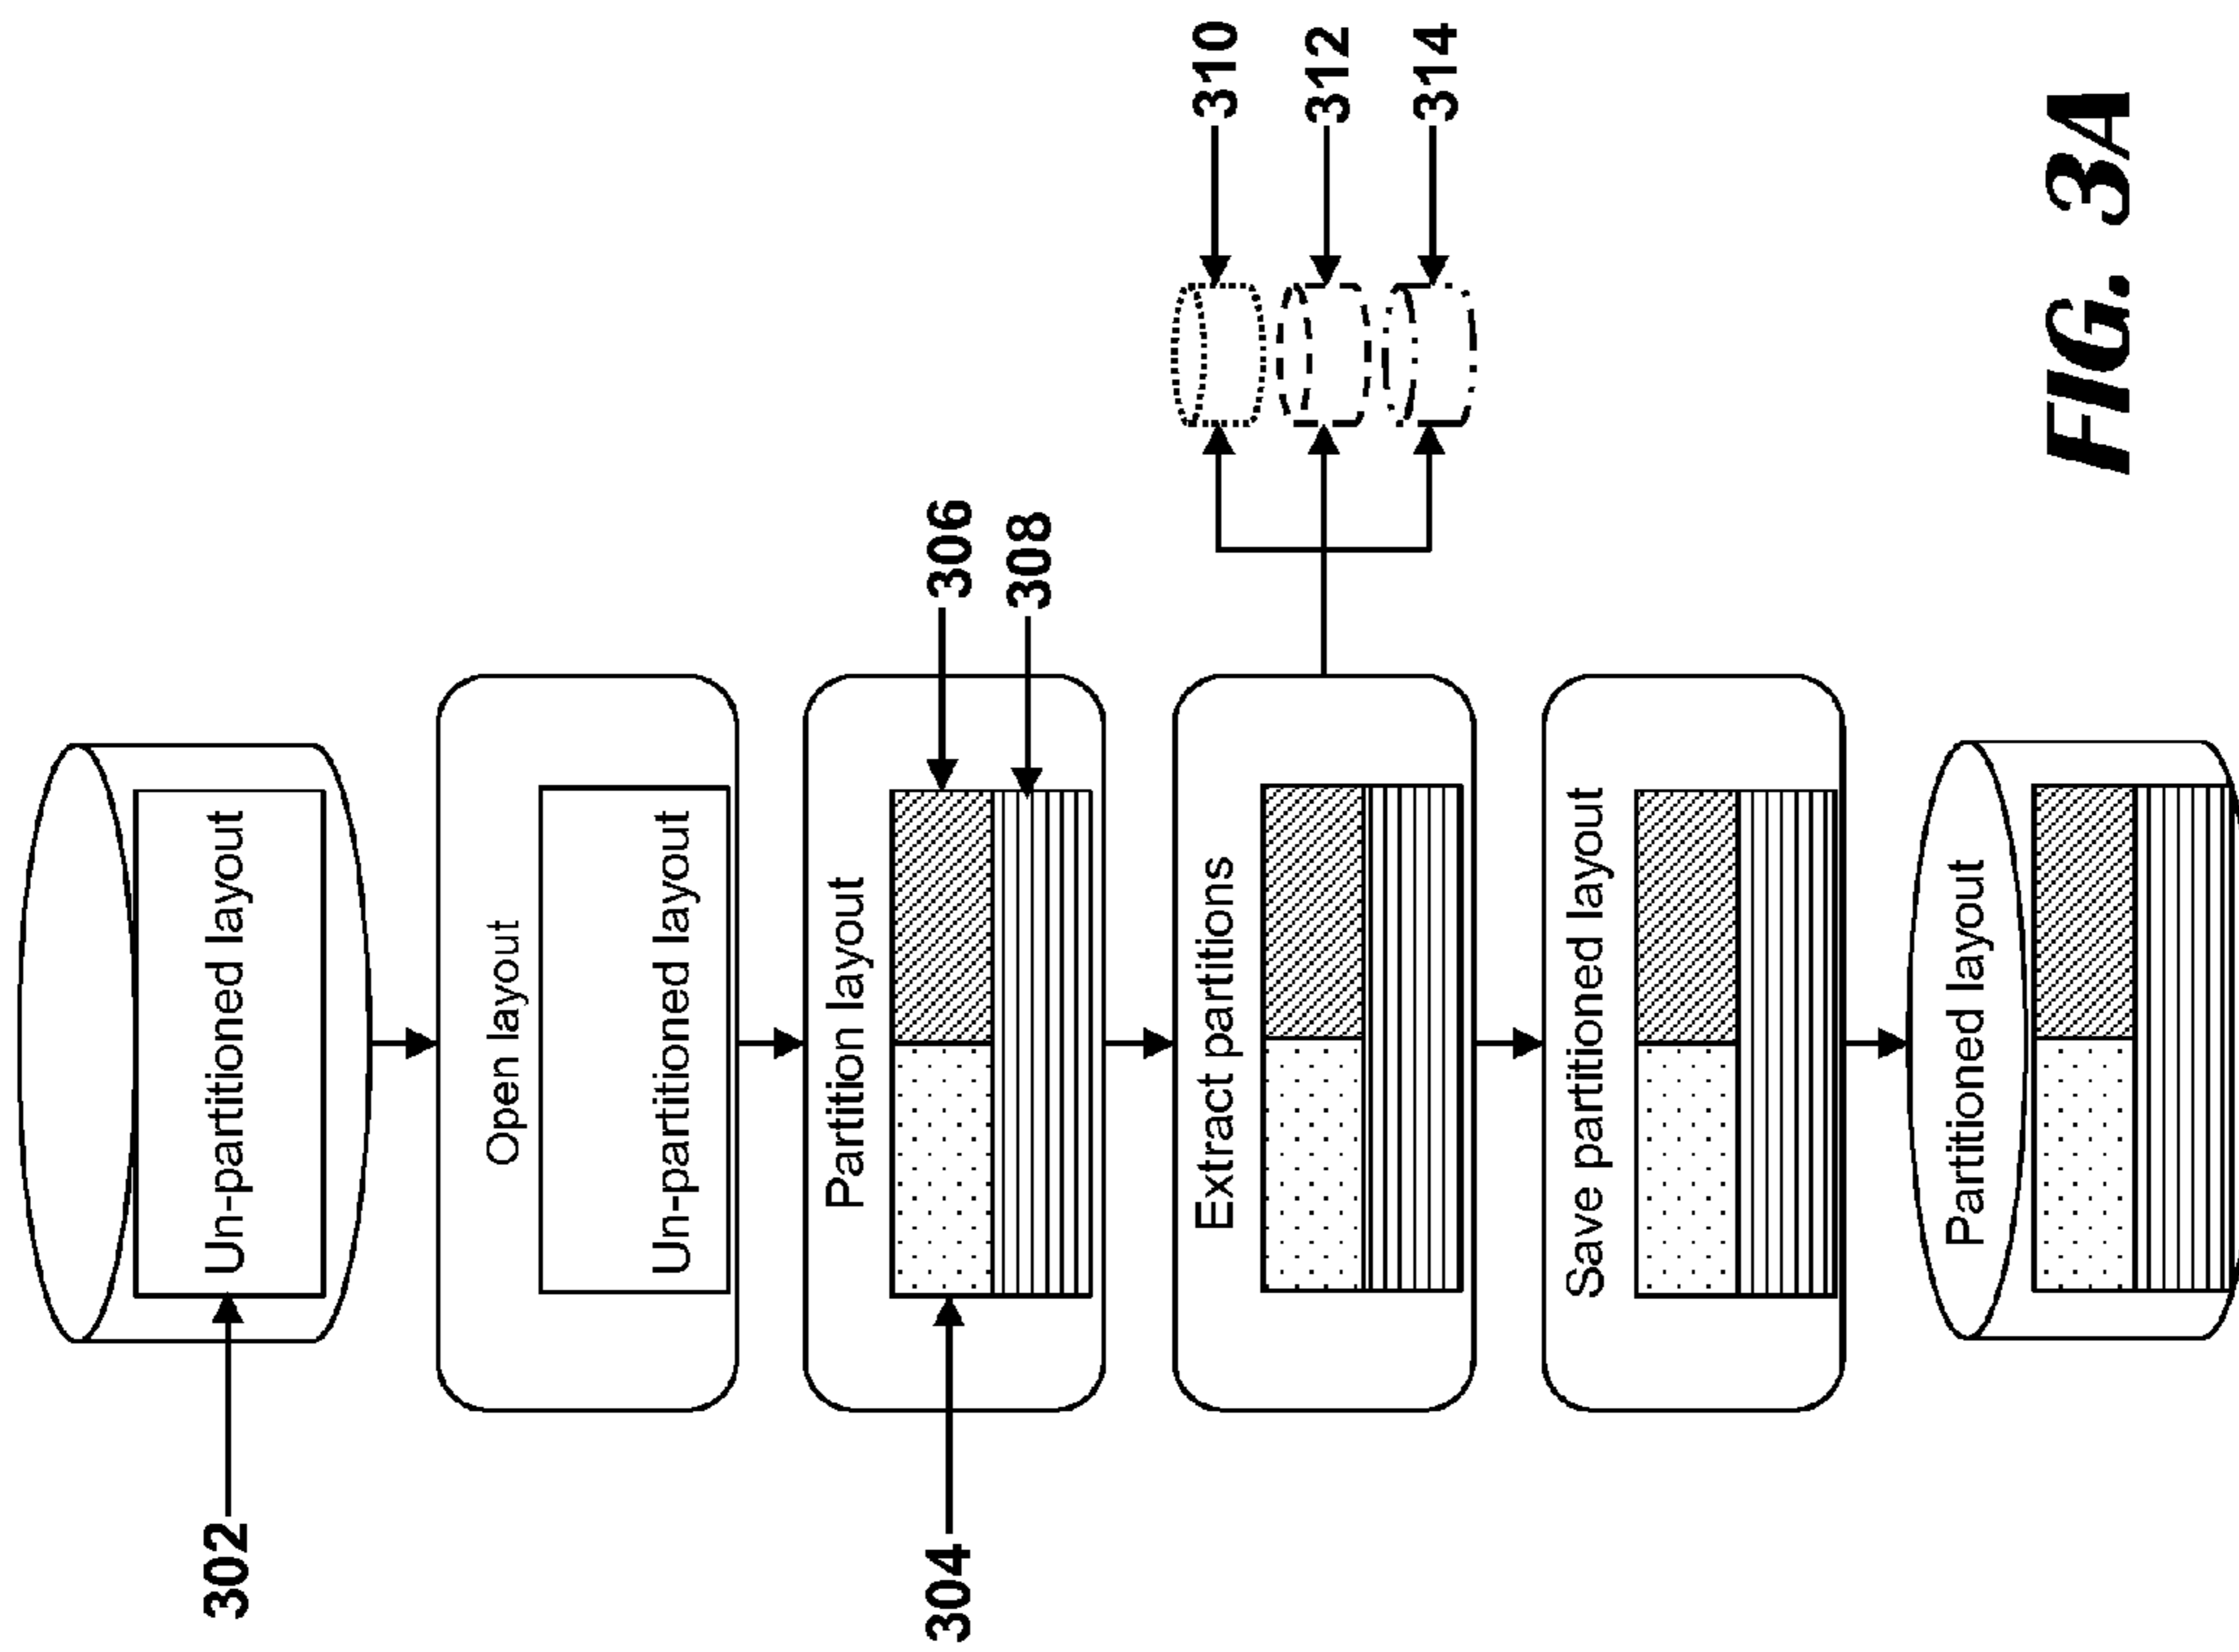 302
Un-partitioned layout
Open layout
Un-partitioned layout
Partition layout
304
306
308
Extract partitions
310
312
314
Save partitioned layout
Partitioned layout
FIG. 3A